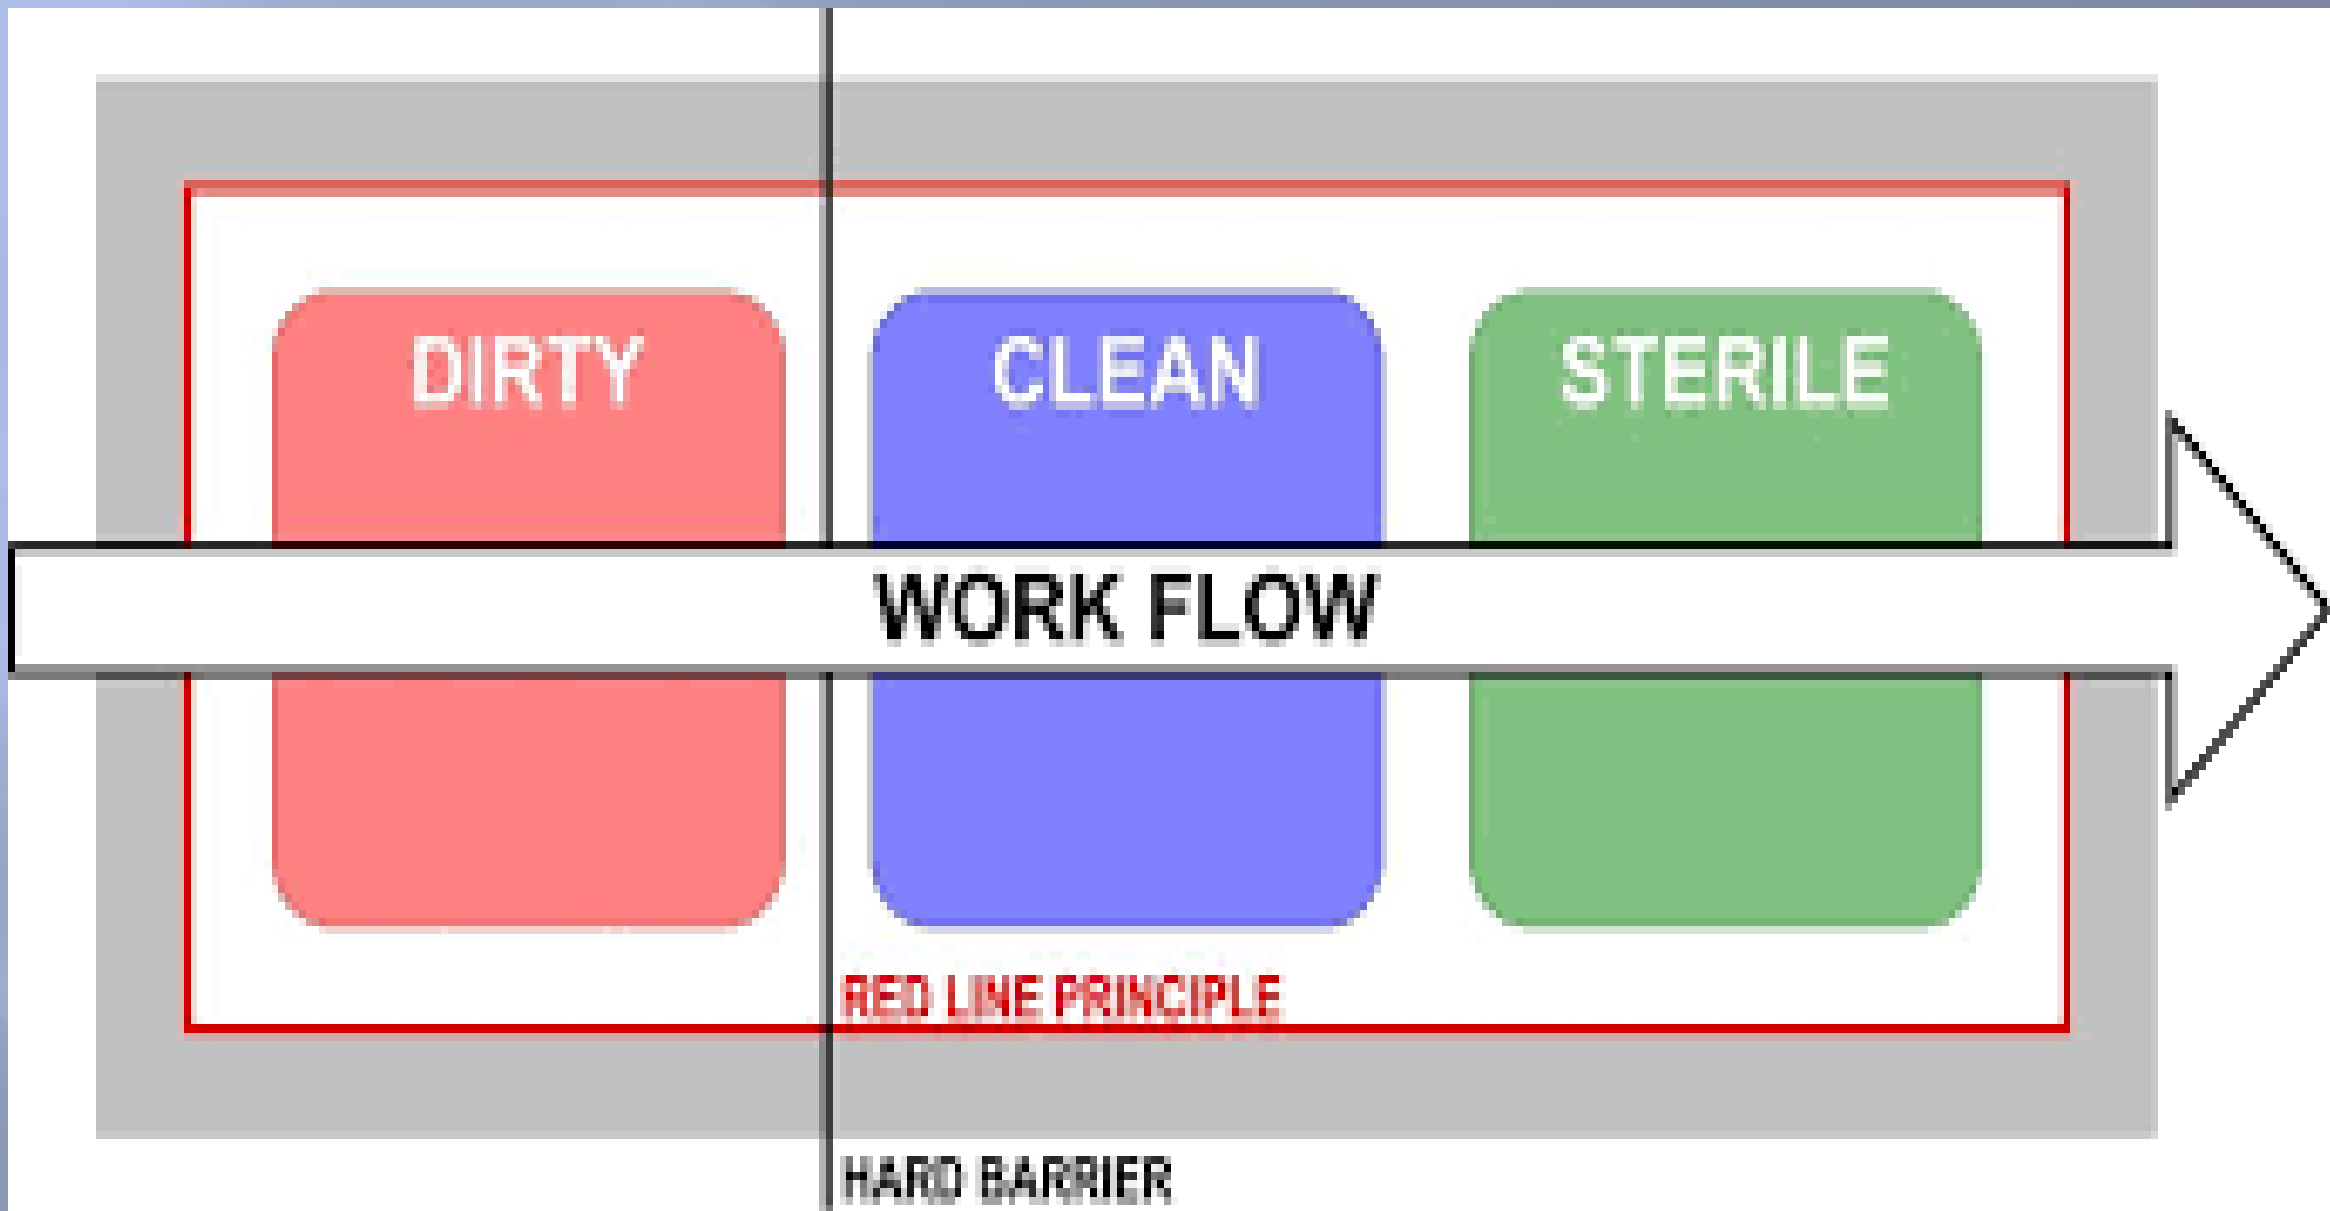 DIRTY
CLEAN
STERILE
WORK FLOW
RED LINE PRINCIPLE
HARD BARRIER